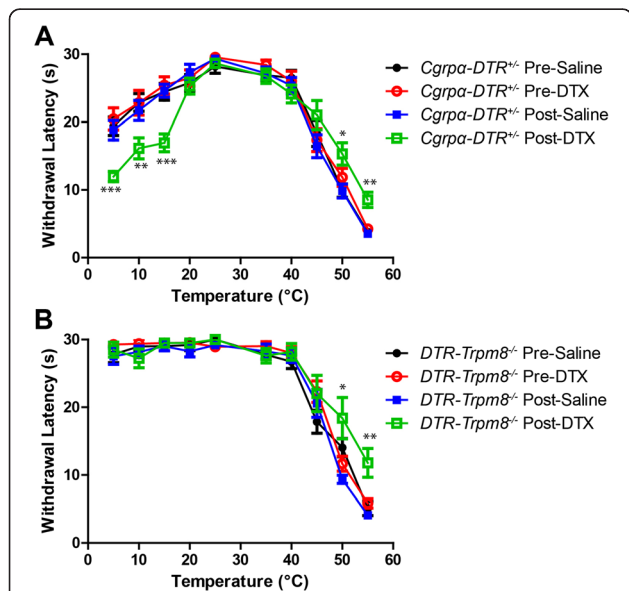 A
Withdrawal Latency (s)
30
20
10
0
0 10 20 30 40 50 60
Temperature (°C)
*** ** *** * **
Cgrpα-DTR+/- Pre-Saline
Cgrpα-DTR+/- Pre-DTX
Cgrpα-DTR+/- Post-Saline
Cgrpα-DTR+/- Post-DTX
B
Withdrawal Latency (s)
30
20
10
0
0 10 20 30 40 50 60
Temperature (°C)
* **
DTR-Trpm8-/- Pre-Saline
DTR-Trpm8-/- Pre-DTX
DTR-Trpm8-/- Post-Saline
DTR-Trpm8-/- Post-DTX